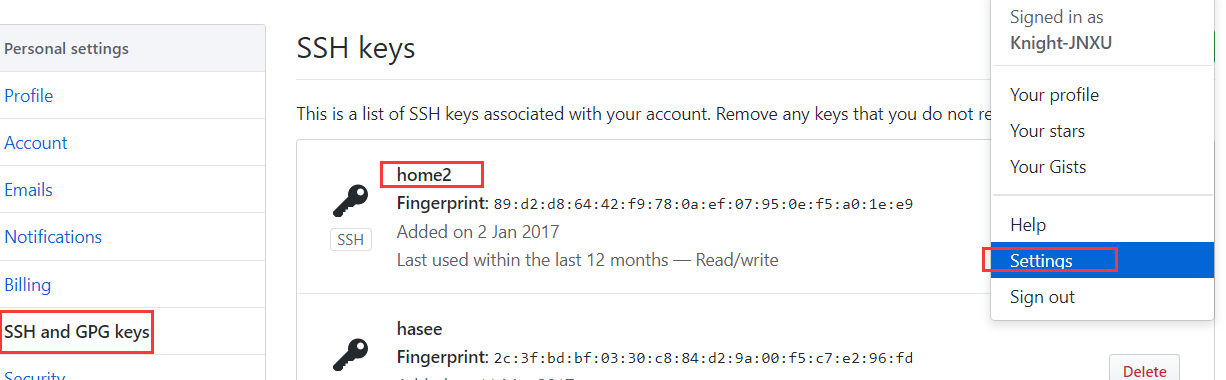 Personal settings
Profile
Account
Emails
Notifications
Billing
SSH and GPG keys
Security
SSH keys
This is a list of SSH keys associated with your account. Remove any keys that you do not re
home2
Fingerprint: 89:d2:d8:64:42:f9:78:0a:ef:07:95:0e:f5:a0:1e:e9
SSH
Added on 2 Jan 2017
Last used within the last 12 months — Read/write
hasee
Fingerprint: 2c:3f:bd:bf:03:30:c8:84:d2:9a:00:f5:c7:e2:96:fd
Delete
Signed in as
Knight-JNXU
Your profile
Your stars
Your Gists
Help
Settings
Sign out